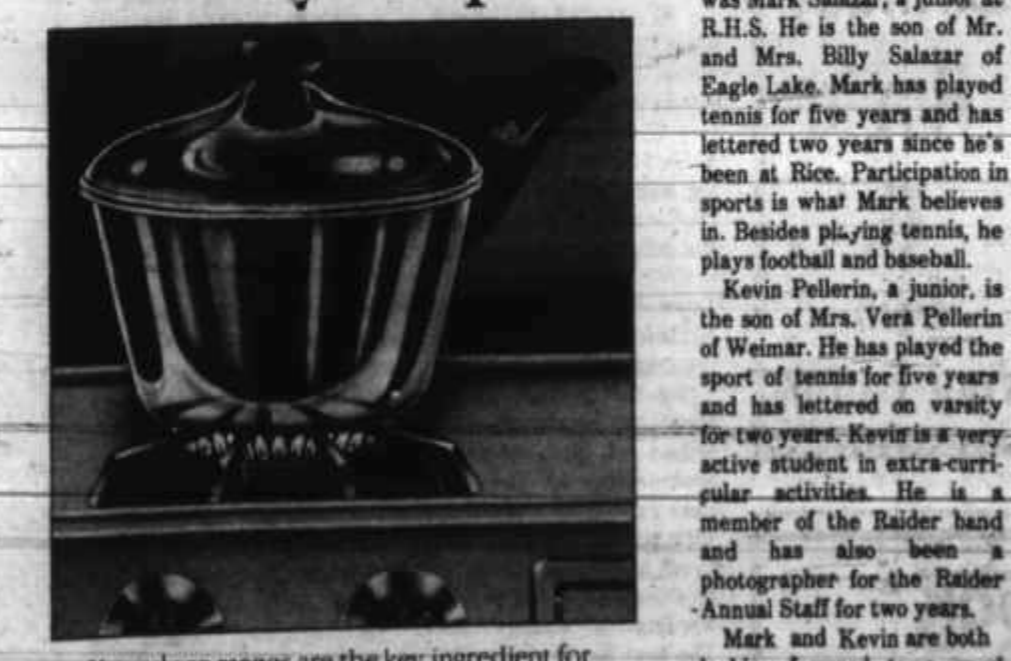 was Mark Salazar, a junior at
R.H.S. He is the son of Mr.
and Mrs. Billy Salazar of
Eagle Lake. Mark has played
tennis for five years and has
lettered two years since he's
been at Rice. Participation in
sports is what Mark believes
in. Besides playing tennis, he
plays football and baseball.
Kevin Pellerin, a junior, is
the son of Mrs. Vera Pellerin
of Weimar. He has played the
sport of tennis for five years
and has lettered on varsity
for two years. Kevin is a very
active student in extra-curri-
cular activities. He is a
member of the Raider band
and has also been a
photographer for the Raider
Annual Staff for two years.
Mark and Kevin are both
are the key ingredient for